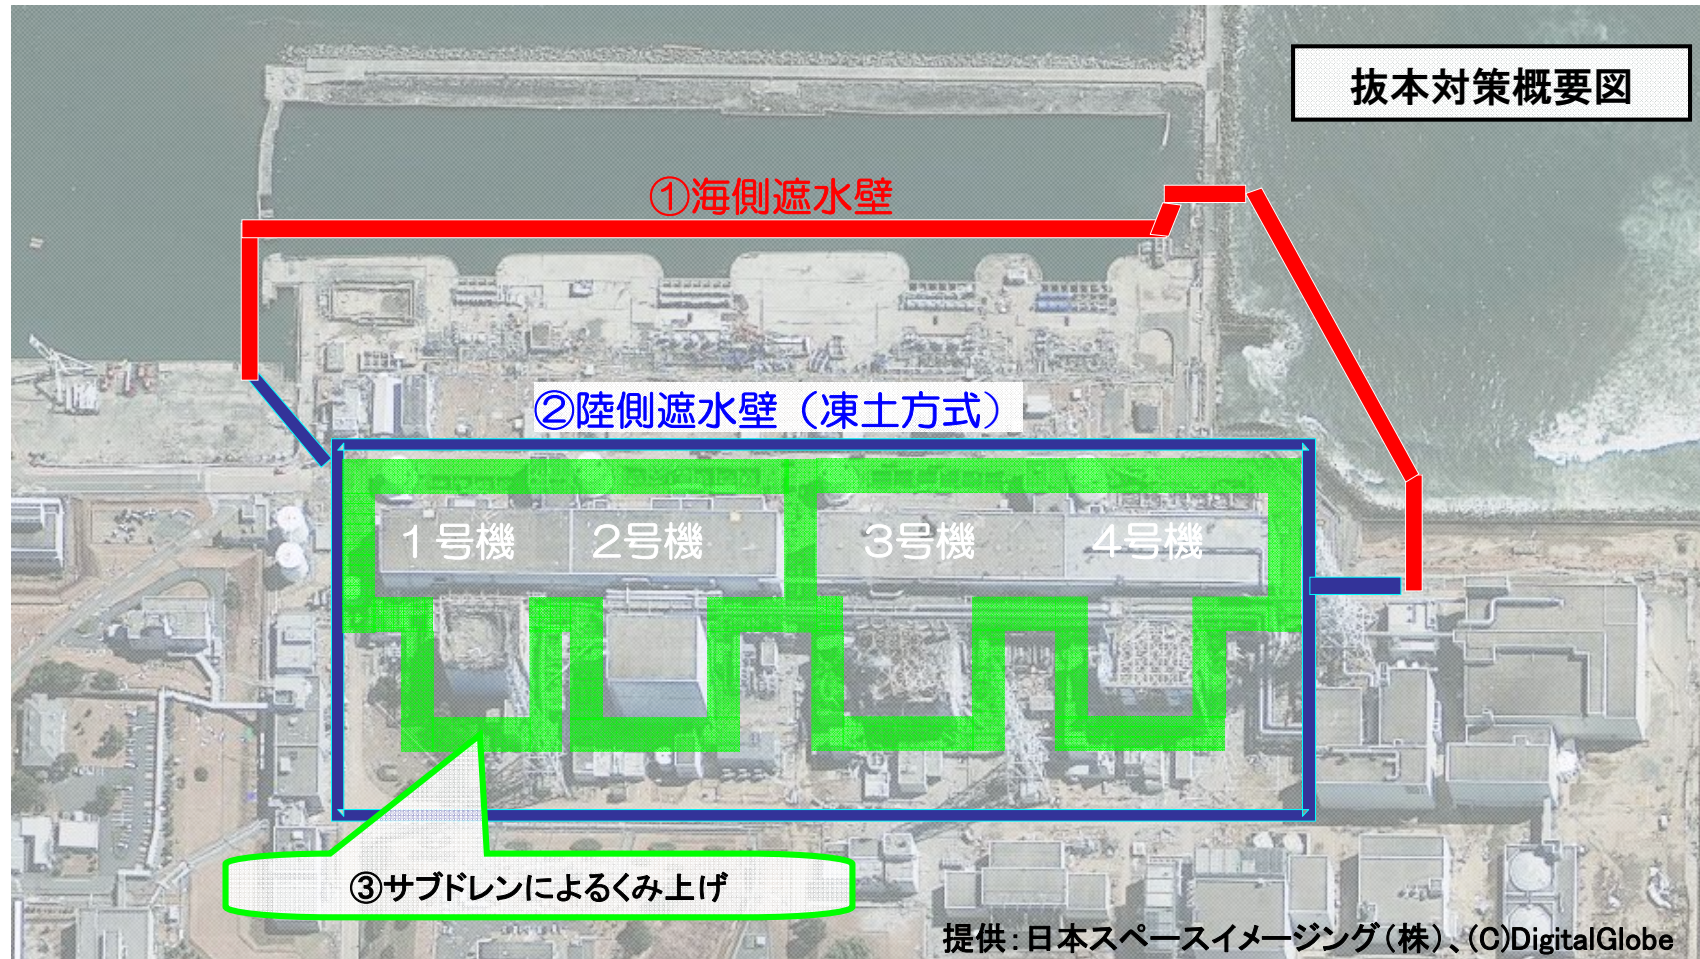 抜本対策概要図
①海側遮水壁
②陸側遮水壁（凍土方式）
１号機
２号機
３号機
４号機
③サブドレンによるくみ上げ
提供：日本スペースイメージング（株）、(C)DigitalGlobe